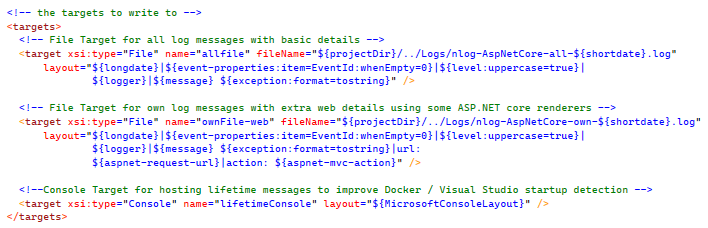 <!-- the targets to write to -->
<targets>
<!-- File Target for all log messages with basic details -->
<target xsi:type="File" name="allfile" fileName="${projectDir}/../Logs/nlog-AspNetCore-all-${shortdate}.log"
layout="${longdate}|${event-properties:item=EventId:whenEmpty=0}|${level:uppercase=true}|
${logger}|${message} ${exception:format=tostring}" />
<!-- File Target for own log messages with extra web details using some ASP.NET core renderers -->
<target xsi:type="File" name="ownFile-web" fileName="${projectDir}/../Logs/nlog-AspNetCore-own-${shortdate}.log"
layout="${longdate}|${event-properties:item=EventId:whenEmpty=0}|${level:uppercase=true}|
${logger}|${message} ${exception:format=tostring}|url:
${aspnet-request-url}|action: ${aspnet-mvc-action}" />
<!--Console Target for hosting lifetime messages to improve Docker / Visual Studio startup detection -->
<target xsi:type="Console" name="lifetimeConsole" layout="${MicrosoftConsoleLayout}" />
</targets>